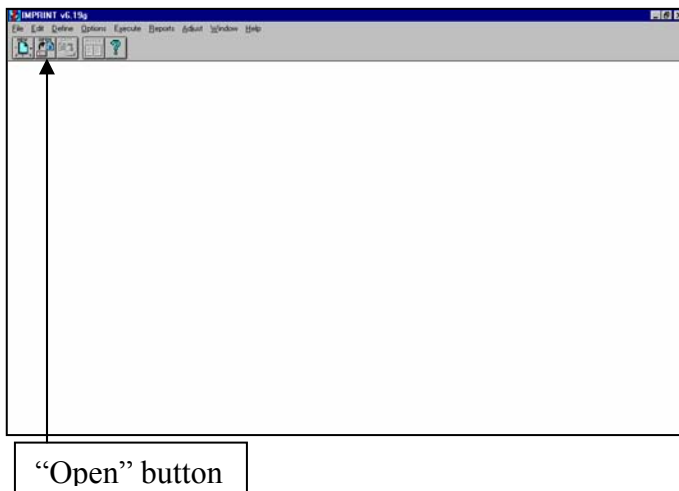 IMPRINT v6.19g
File Edit Define Options Execute Reports Adjust Window Help
“Open” button